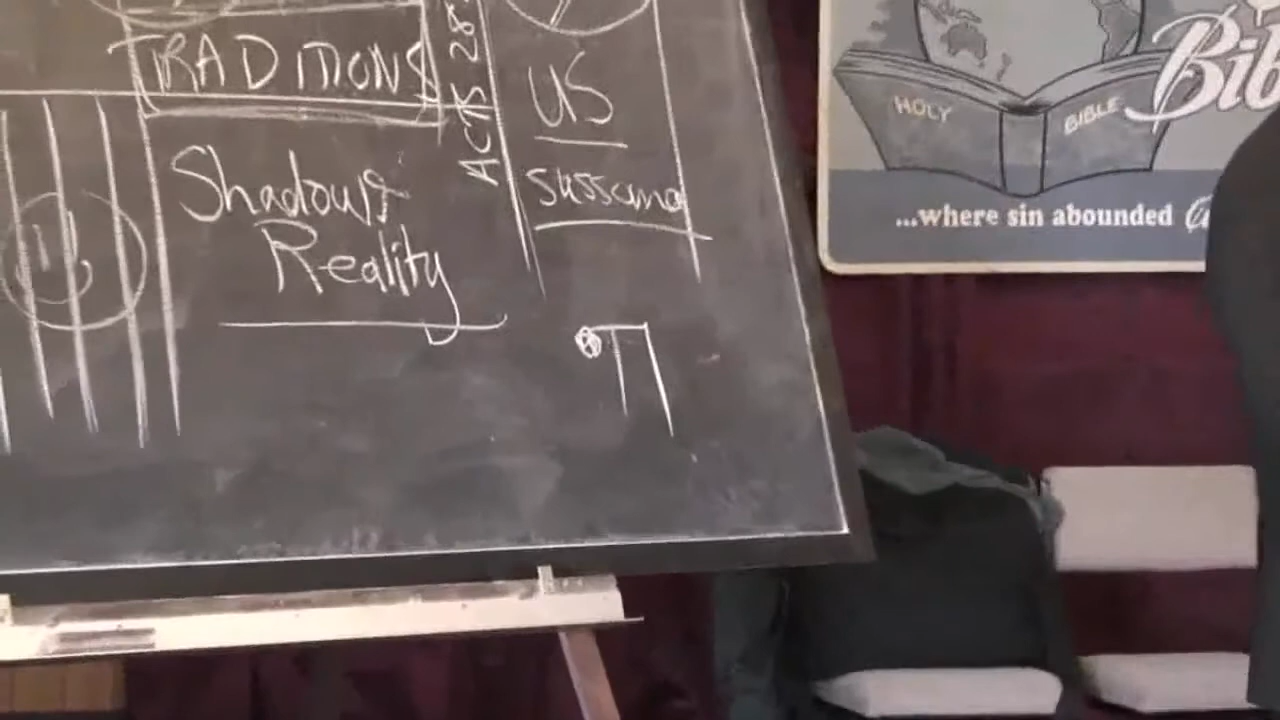 TRADITIONS
Shadows
Reality
ACTS 28:
US
HOLY
BIBLE
Bib
...where sin abounded